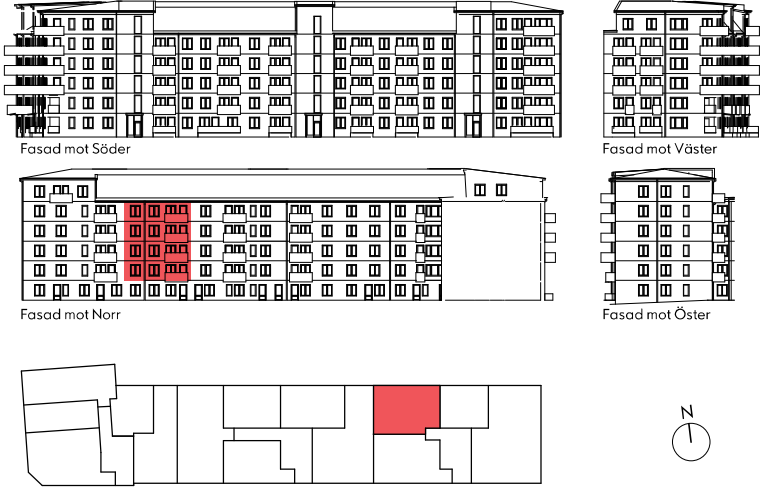 Fasad mot Söder
Fasad mot Väster
Fasad mot Norr
Fasad mot Öster
N